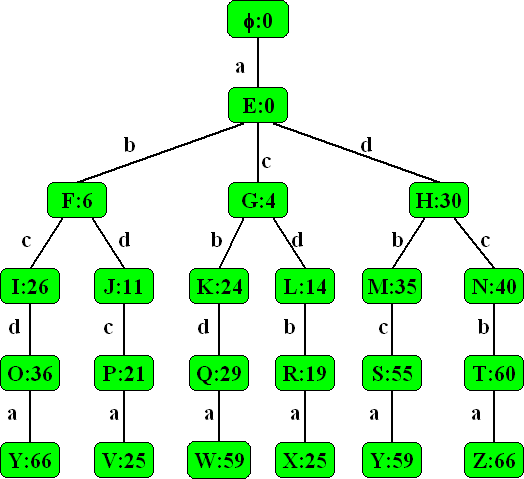 ϕ:0
a
E:0
b c d
F:6 G:4 H:30
c d b d b c
I:26 J:11 K:24 L:14 M:35 N:40
d c d b c b
O:36 P:21 Q:29 R:19 S:55 T:60
a a a a a a
Y:66 V:25 W:59 X:25 Y:59 Z:66